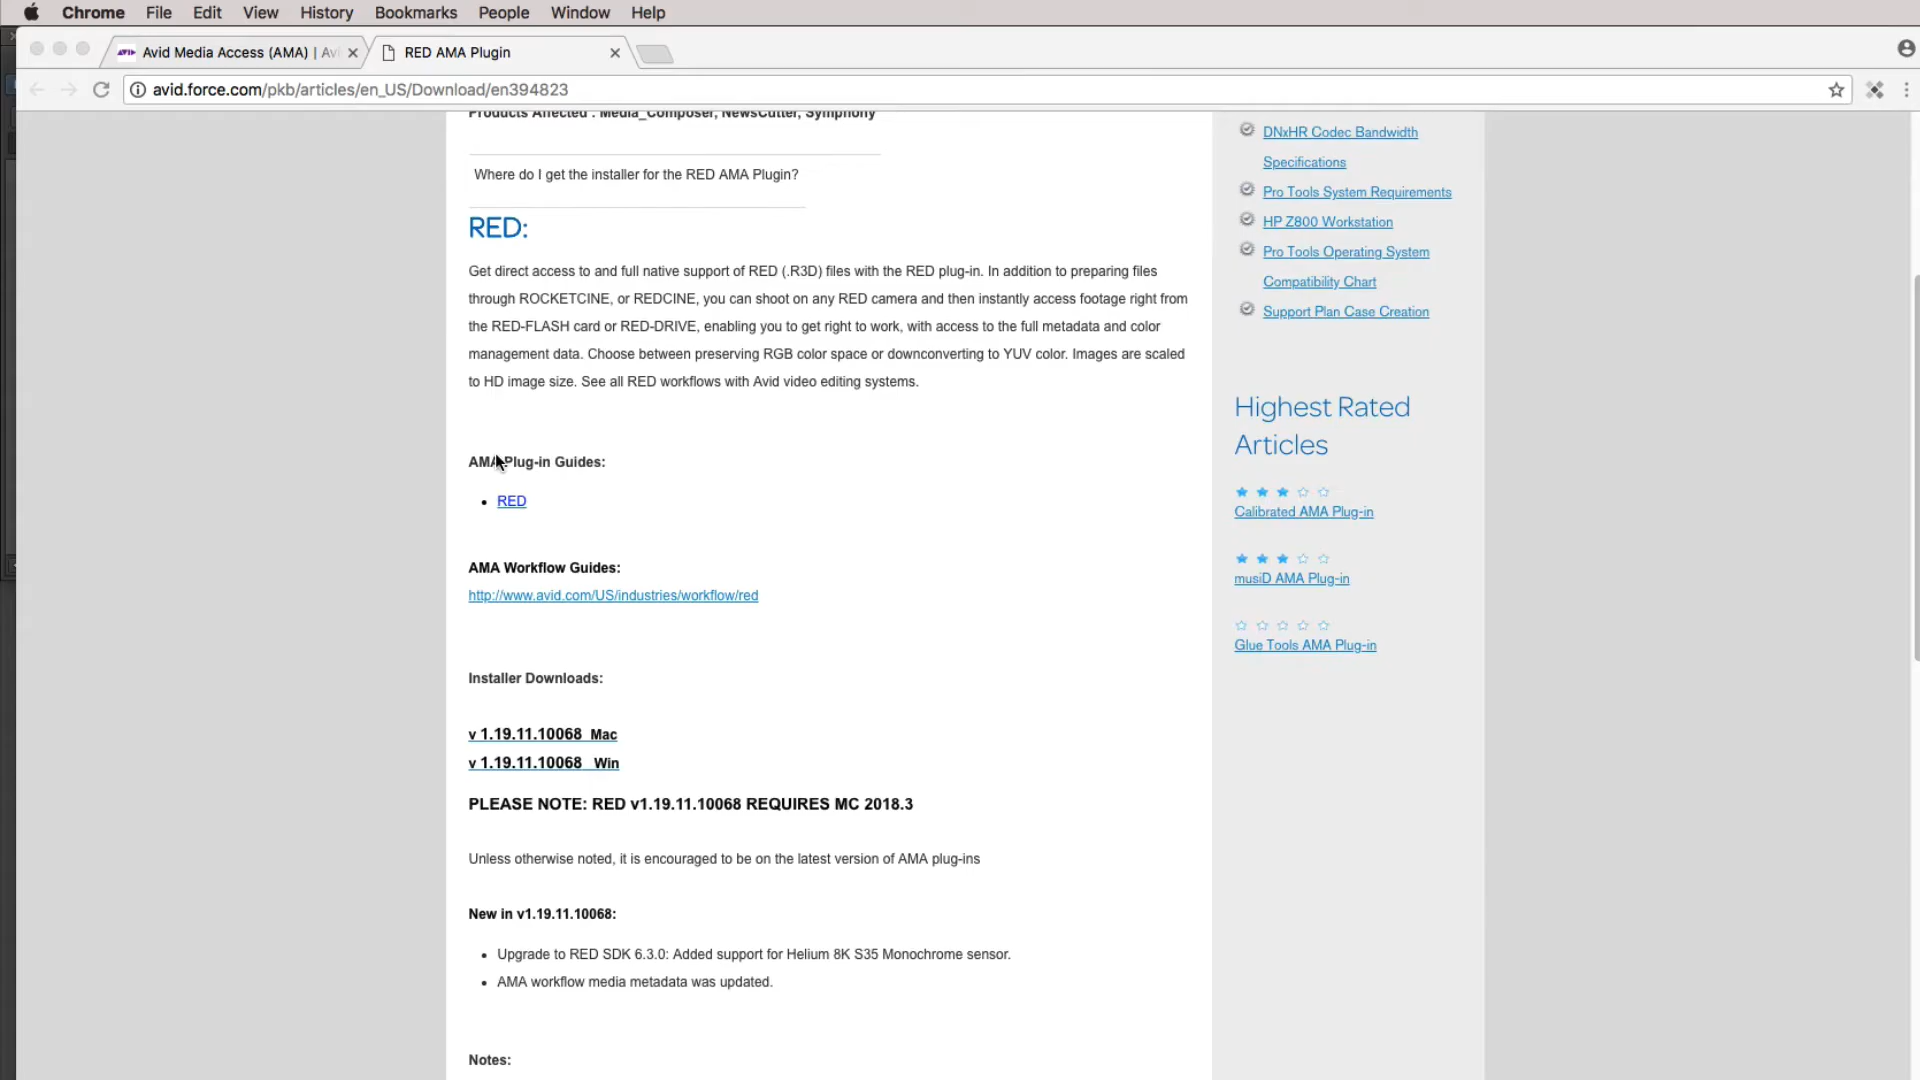 Chrome File Edit View History Bookmarks People Window Help
Avid Media Access (AMA) | Avi
RED AMA Plugin
avid.force.com/pkb/articles/en_US/Download/en394823
Products Affected : Media_Composer, NewsCutter, Symphony
Where do I get the installer for the RED AMA Plugin?
RED:
Get direct access to and full native support of RED (.R3D) files with the RED plug-in. In addition to preparing files
through ROCKETCINE, or REDCINE, you can shoot on any RED camera and then instantly access footage right from
the RED-FLASH card or RED-DRIVE, enabling you to get right to work, with access to the full metadata and color
management data. Choose between preserving RGB color space or downconverting to YUV color. Images are scaled
to HD image size. See all RED workflows with Avid video editing systems.
AMA Plug-in Guides:
• RED
AMA Workflow Guides:
http://www.avid.com/US/industries/workflow/red
Installer Downloads:
v 1.19.11.10068 Mac
v 1.19.11.10068 Win
PLEASE NOTE: RED v1.19.11.10068 REQUIRES MC 2018.3
Unless otherwise noted, it is encouraged to be on the latest version of AMA plug-ins
New in v1.19.11.10068:
• Upgrade to RED SDK 6.3.0: Added support for Helium 8K S35 Monochrome sensor.
• AMA workflow media metadata was updated.
Notes:
DNxHR Codec Bandwidth
Specifications
Pro Tools System Requirements
HP Z800 Workstation
Pro Tools Operating System
Compatibility Chart
Support Plan Case Creation
Highest Rated
Articles
Calibrated AMA Plug-in
musiD AMA Plug-in
Glue Tools AMA Plug-in